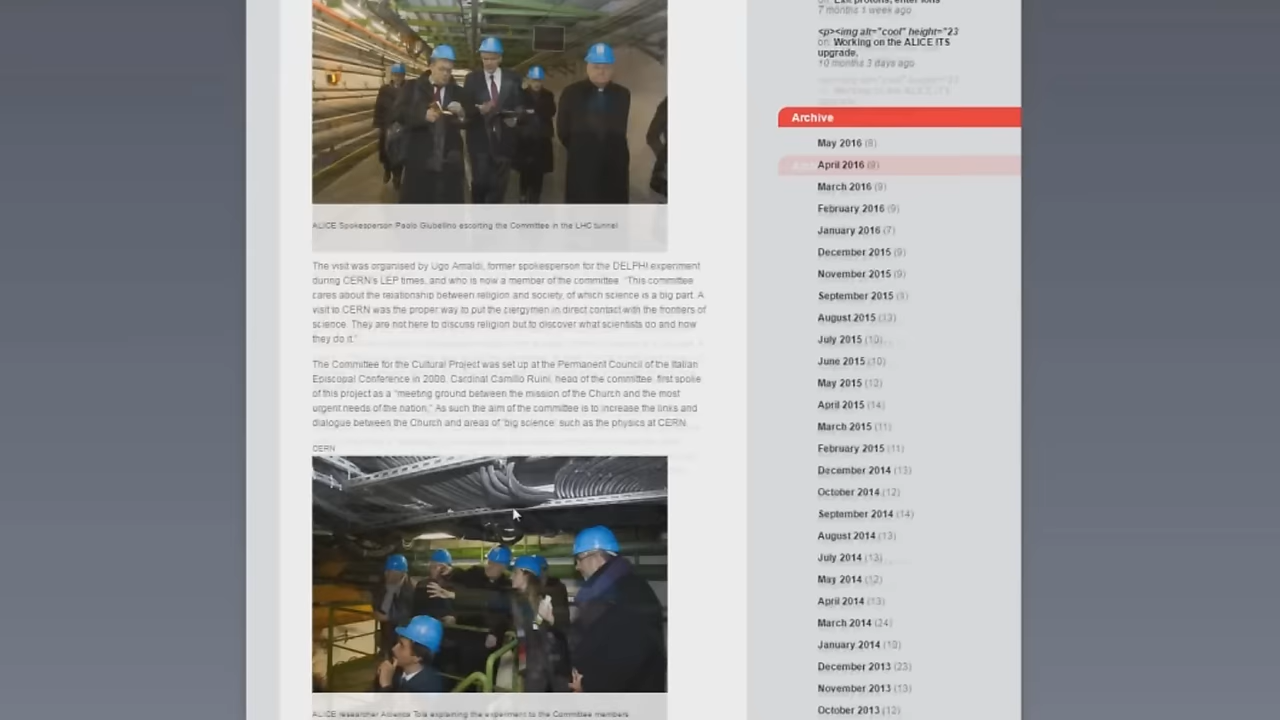 ALICE Spokesperson Paolo Giubellino escorting the Committee in the LHC tunnel
The visit was organised by Ugo Amaldi, former spokesperson for the DELPHI experiment
during CERN's LEP times, and who is now a member of the committee. "This committee
cares about the relationship between religion and society, of which science is a big part. A
visit to CERN was the proper way to put the clergymen in direct contact with the frontiers of
science. They are not here to discuss religion but to discover what scientists do and how
they do it."
The Committee for the Cultural Project was set up at the Permanent Council of the Italian
Episcopal Conference in 2008. Cardinal Camillo Ruini, head of the committee, first spoke
of this project as a "meeting ground between the mission of the Church and the most
urgent needs of the nation." As such the aim of the committee is to increase the links and
dialogue between the Church and areas of 'big science' such as the physics at CERN.
CERN
ALICE researcher Alberica Toia explaining the experiment to the Committee members
on: Exit protons, enter ions
7 months 1 week ago
<p><img alt="cool" height="23
on: Working on the ALICE ITS
upgrade.
10 months 3 days ago
Archive
May 2016 (8)
April 2016 (9)
March 2016 (9)
February 2016 (9)
January 2016 (7)
December 2015 (9)
November 2015 (9)
September 2015
August 2015 (13)
July 2015 (10)
June 2015 (10)
May 2015 (12)
April 2015 (14)
March 2015 (11)
February 2015 (11)
December 2014 (13)
October 2014 (12)
September 2014 (14)
August 2014 (13)
July 2014 (13)
May 2014 (12)
April 2014 (13)
March 2014 (24)
January 2014 (19)
December 2013 (23)
November 2013 (13)
October 2013 (12)